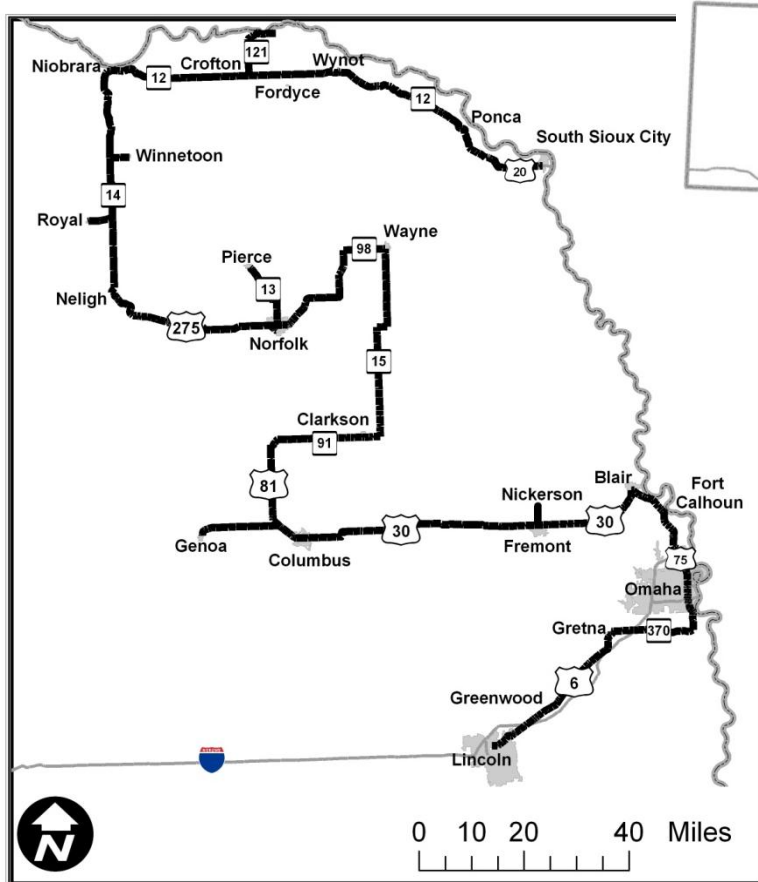 121
Niobrara
Crofton
Wynot
12
Fordyce
12
Ponca
South Sioux City
20
Winnetoon
14
Royal
Wayne
98
Pierce
13
Neligh
275
Norfolk
15
Clarkson
91
81
Blair
Fort
Calhoun
Nickerson
30
30
Genoa
Columbus
Fremont
75
Omaha
Gretna
370
6
Greenwood
Lincoln
N
0 10 20 40 Miles